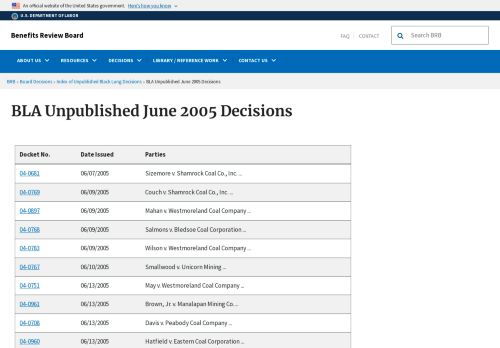 An official website of the United States government. Here's how you know
U.S. DEPARTMENT OF LABOR
Benefits Review Board
FAQ · CONTACT
Search BRB
ABOUT US RESOURCES DECISIONS LIBRARY / REFERENCE WORK CONTACT US
BRB › Board Decisions › Index of Unpublished Black Lung Decisions › BLA Unpublished June 2005 Decisions
BLA Unpublished June 2005 Decisions
Docket No. Date Issued Parties
04-0681 06/07/2005 Sizemore v. Shamrock Coal Co., Inc. ...
04-0769 06/09/2005 Couch v. Shamrock Coal Co., Inc. ...
04-0897 06/09/2005 Mahan v. Westmoreland Coal Company ...
04-0768 06/09/2005 Salmons v. Bledsoe Coal Corporation ...
04-0783 06/09/2005 Wilson v. Westmoreland Coal Company ...
04-0767 06/10/2005 Smallwood v. Unicorn Mining ...
04-0751 06/13/2005 May v. Westmoreland Coal Company ...
04-0961 06/13/2005 Brown, Jr. v. Manalapan Mining Co. ...
04-0708 06/13/2005 Davis v. Peabody Coal Company ...
04-0960 06/13/2005 Hatfield v. Eastern Coal Corporation ...